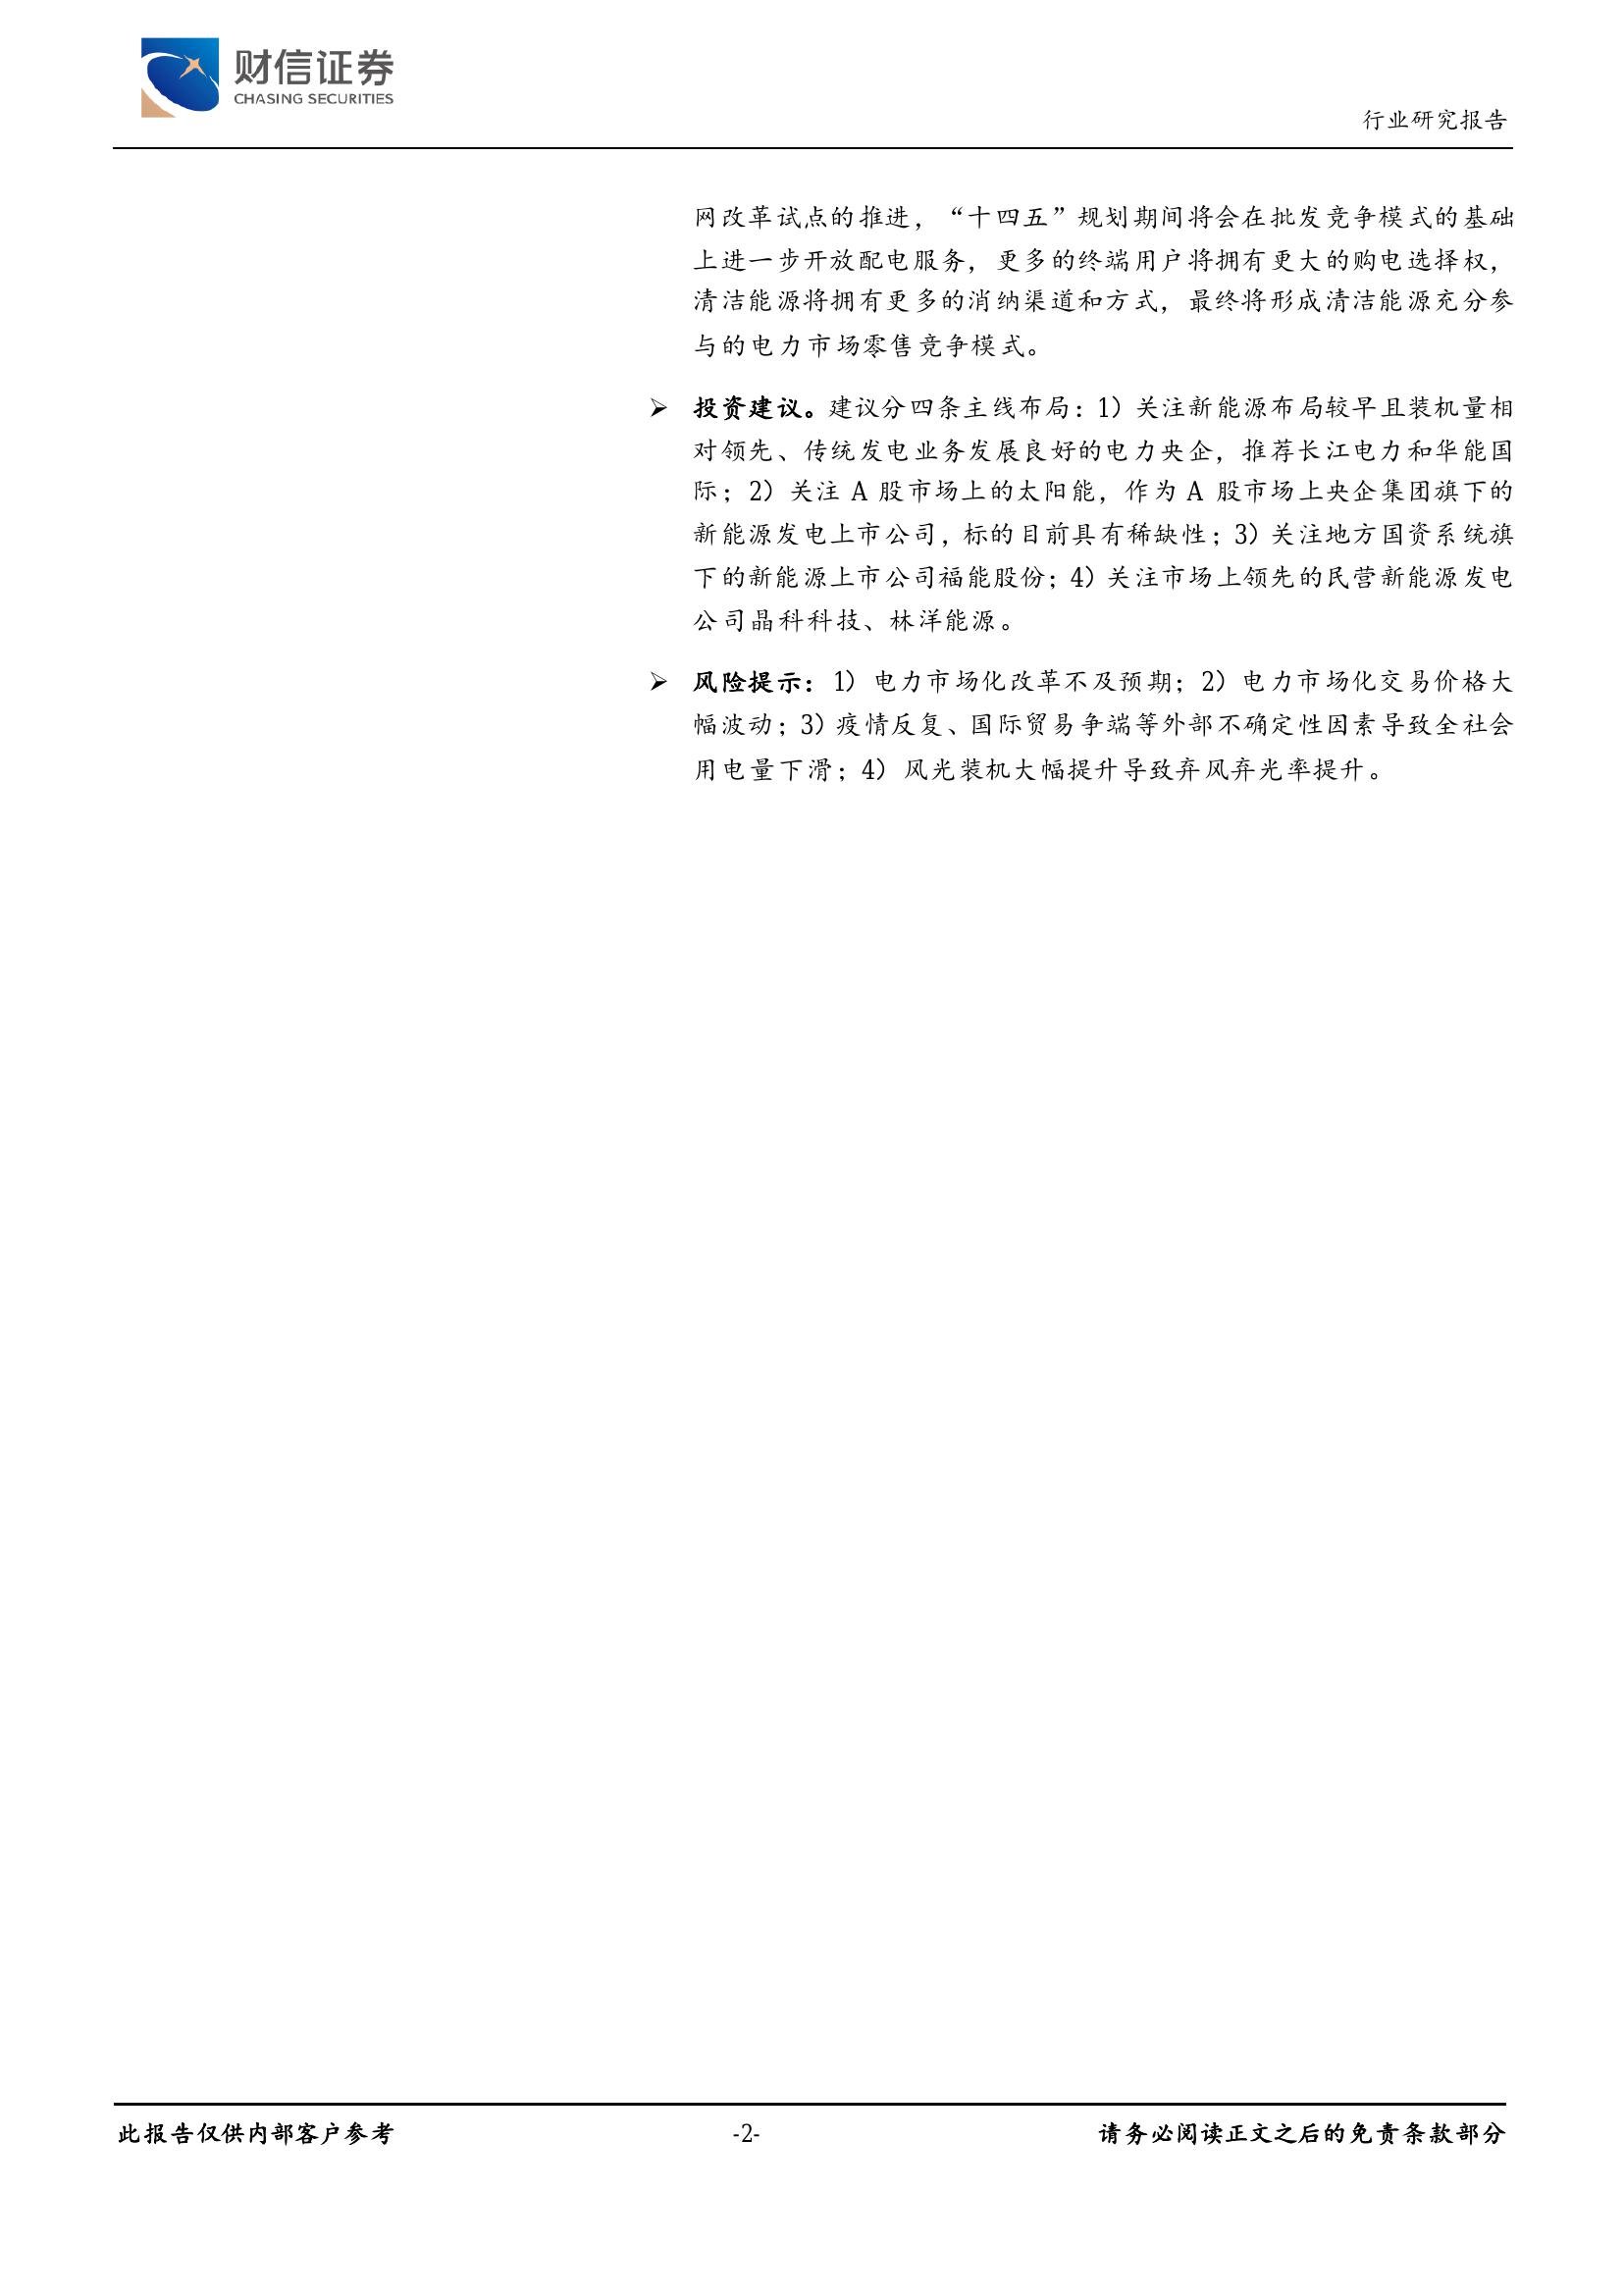 财信证券
CHASING SECURITIES
行业研究报告
网改革试点的推进，“十四五”规划期间将会在批发竞争模式的基础
上进一步开放配电服务，更多的终端用户将拥有更大的购电选择权，
清洁能源将拥有更多的消纳渠道和方式，最终将形成清洁能源充分参
与的电力市场零售竞争模式。
➢ 投资建议。建议分四条主线布局：1）关注新能源布局较早且装机量相
对领先、传统发电业务发展良好的电力央企，推荐长江电力和华能国
际；2）关注 A 股市场上的太阳能，作为 A 股市场上央企集团旗下的
新能源发电上市公司，标的目前具有稀缺性；3）关注地方国资系统旗
下的新能源上市公司福能股份；4）关注市场上领先的民营新能源发电
公司晶科科技、林洋能源。
➢ 风险提示：1）电力市场化改革不及预期；2）电力市场化交易价格大
幅波动；3）疫情反复、国际贸易争端等外部不确定性因素导致全社会
用电量下滑；4）风光装机大幅提升导致弃风弃光率提升。
此报告仅供内部客户参考
-2-
请务必阅读正文之后的免责条款部分